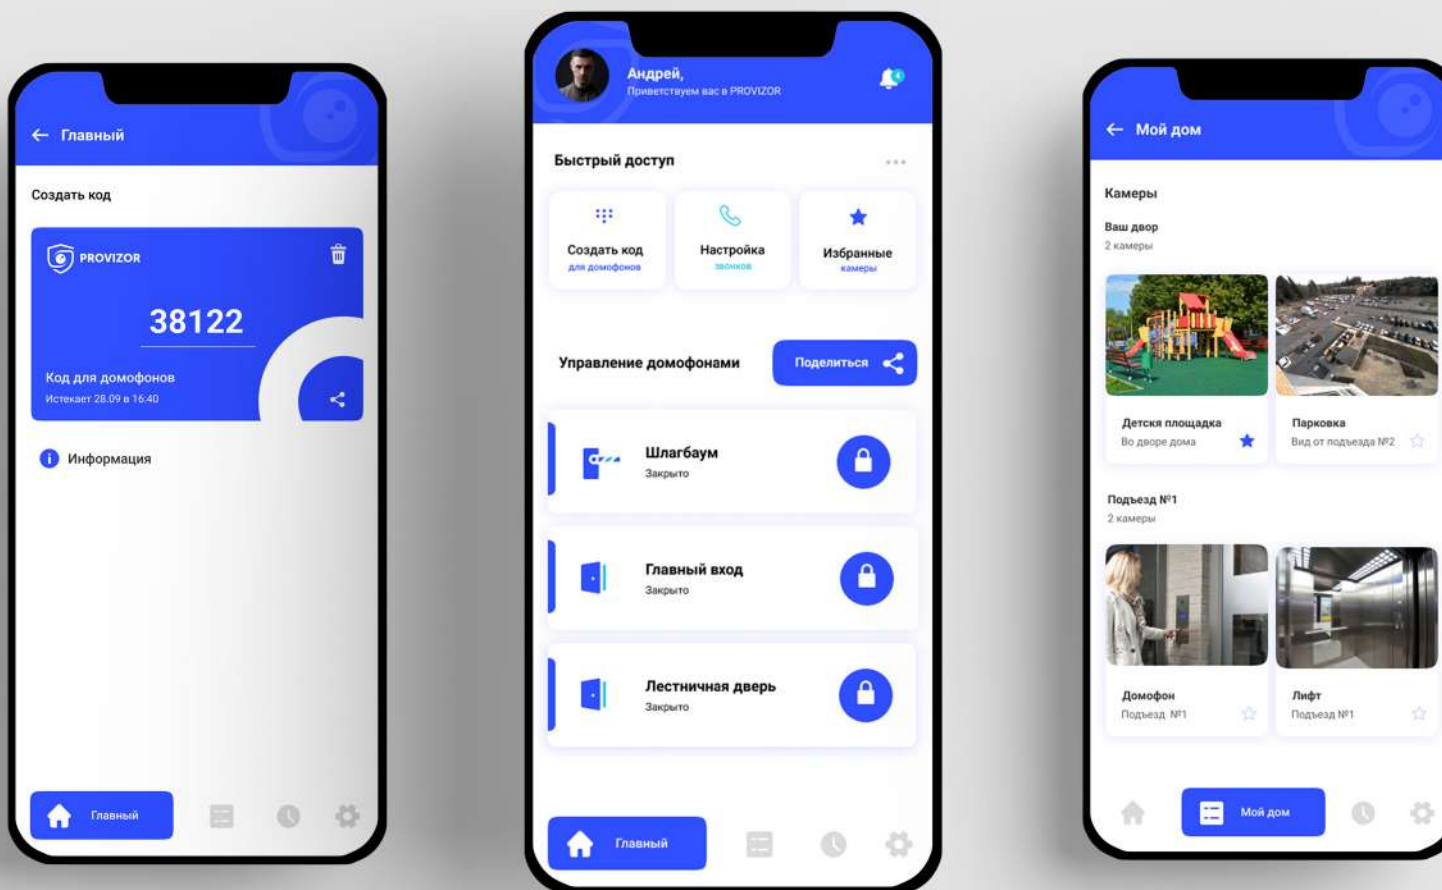 Главный
Создать код
PROVIZOR
38122
Код для домофонов
Истекает 28.09 в 16:40
Информация
Главный
Андрей,
Приветствуем вас в PROVIZOR
4
Быстрый доступ
Создать код
для домофонов
Настройка
звонков
Избранные
камеры
Управление домофонами
Поделиться
Шлагбаум
Закрыто
Главный вход
Закрыто
Лестничная дверь
Закрыто
Главный
Мой дом
Камеры
Ваш двор
2 камеры
Детскя площадка
Во дворе дома
Парковка
Вид от подъезда №2
Подъезд №1
2 камеры
Домофон
Подъезд №1
Лифт
Подъезд №1
Мой дом